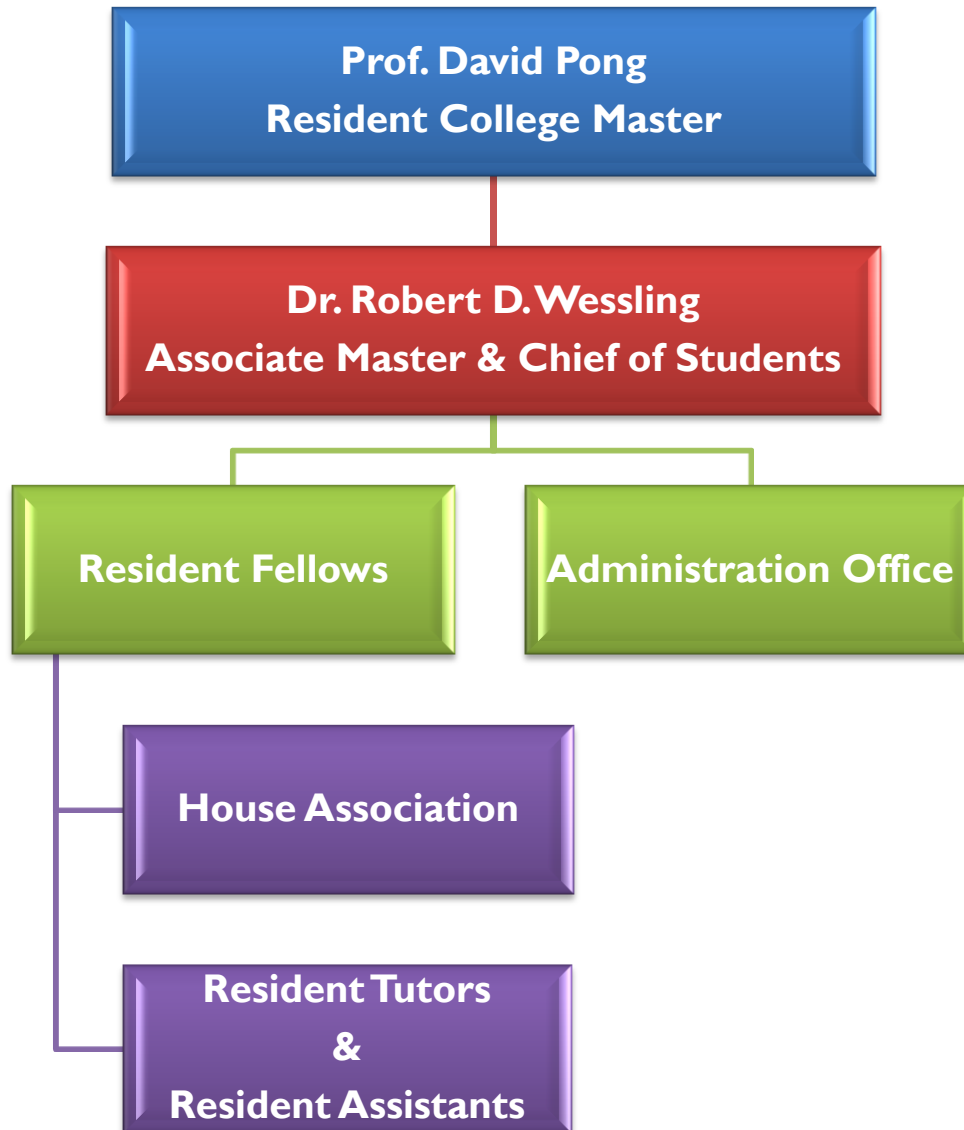 Prof. David Pong
Resident College Master
Dr. Robert D. Wessling
Associate Master & Chief of Students
Resident Fellows
Administration Office
House Association
Resident Tutors
&
Resident Assistants